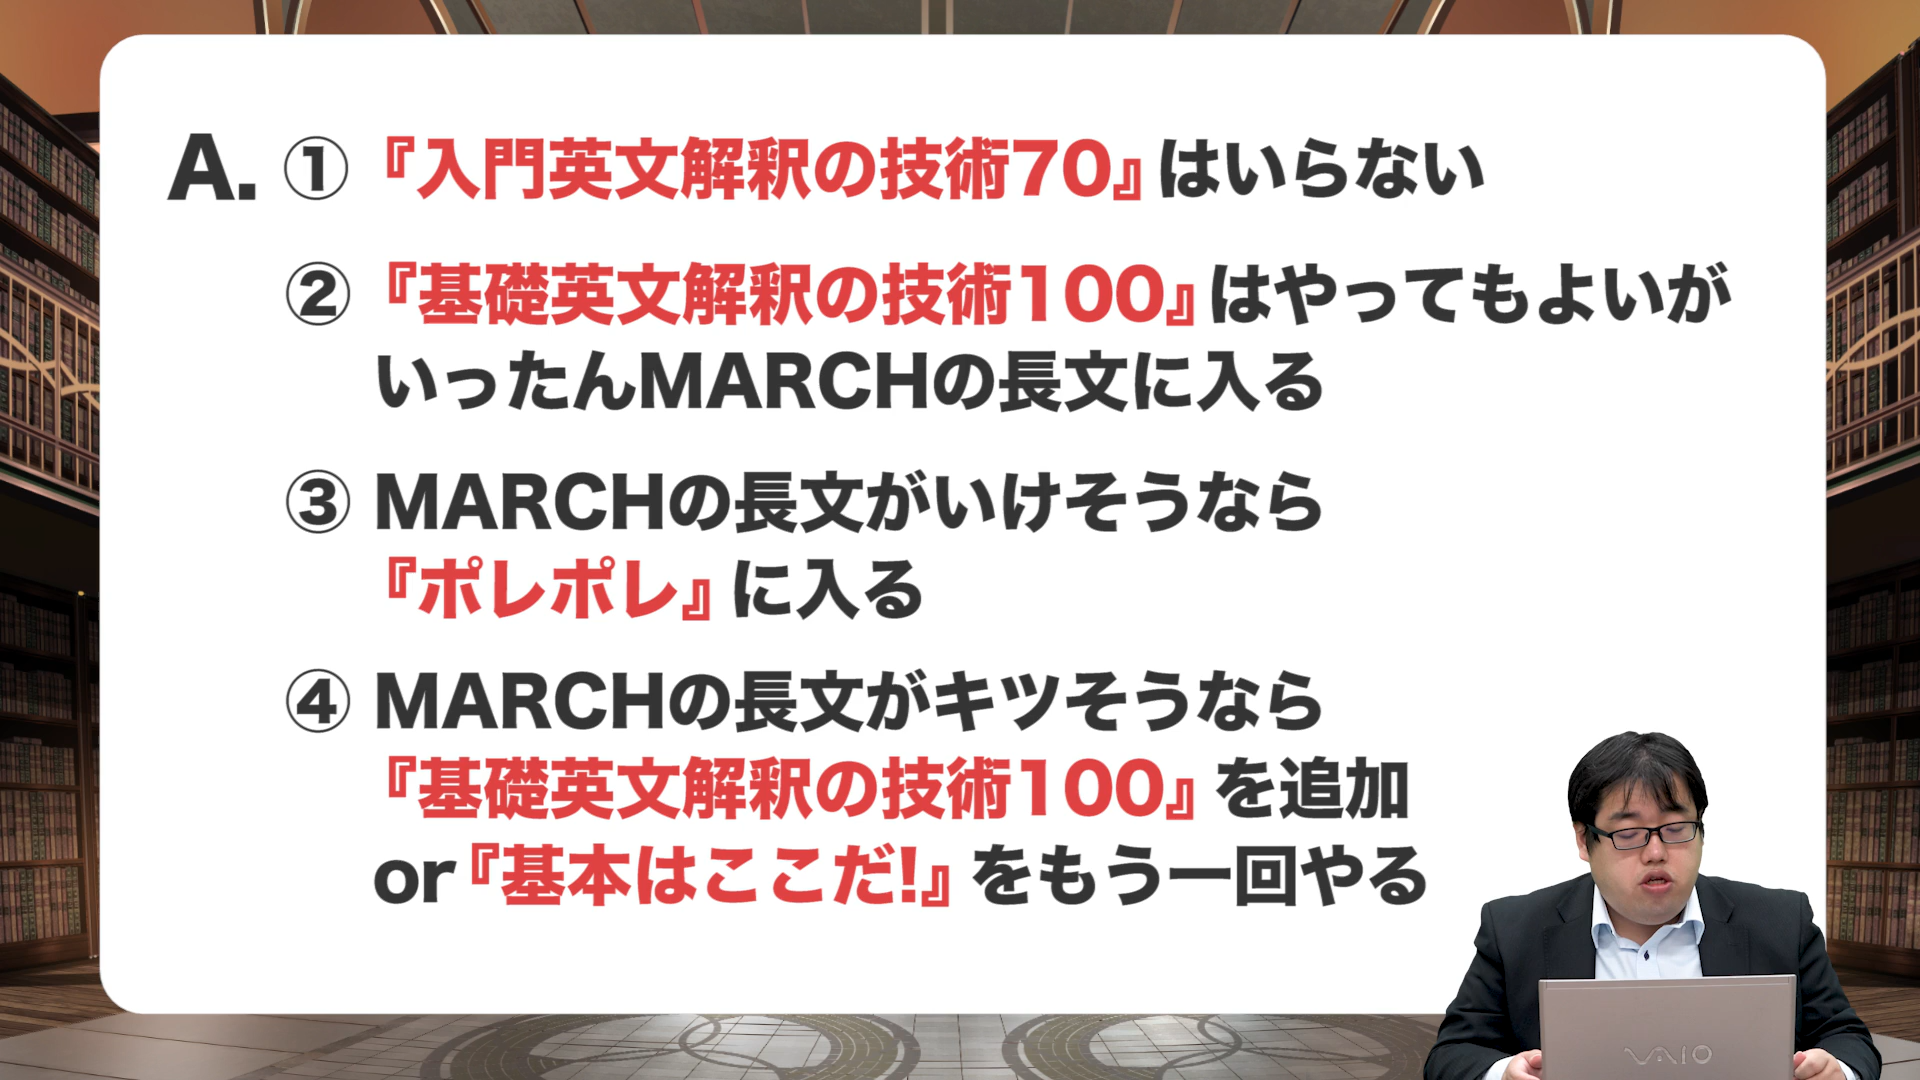 A. ① 『入門英文解釈の技術70』はいらない
② 『基礎英文解釈の技術100』はやってもよいが
いったんMARCHの長文に入る
③ MARCHの長文がいけそうなら
『ポレポレ』に入る
④ MARCHの長文がキツそうなら
『基礎英文解釈の技術100』を追加
or『基本はここだ!』をもう一回やる
VAIO